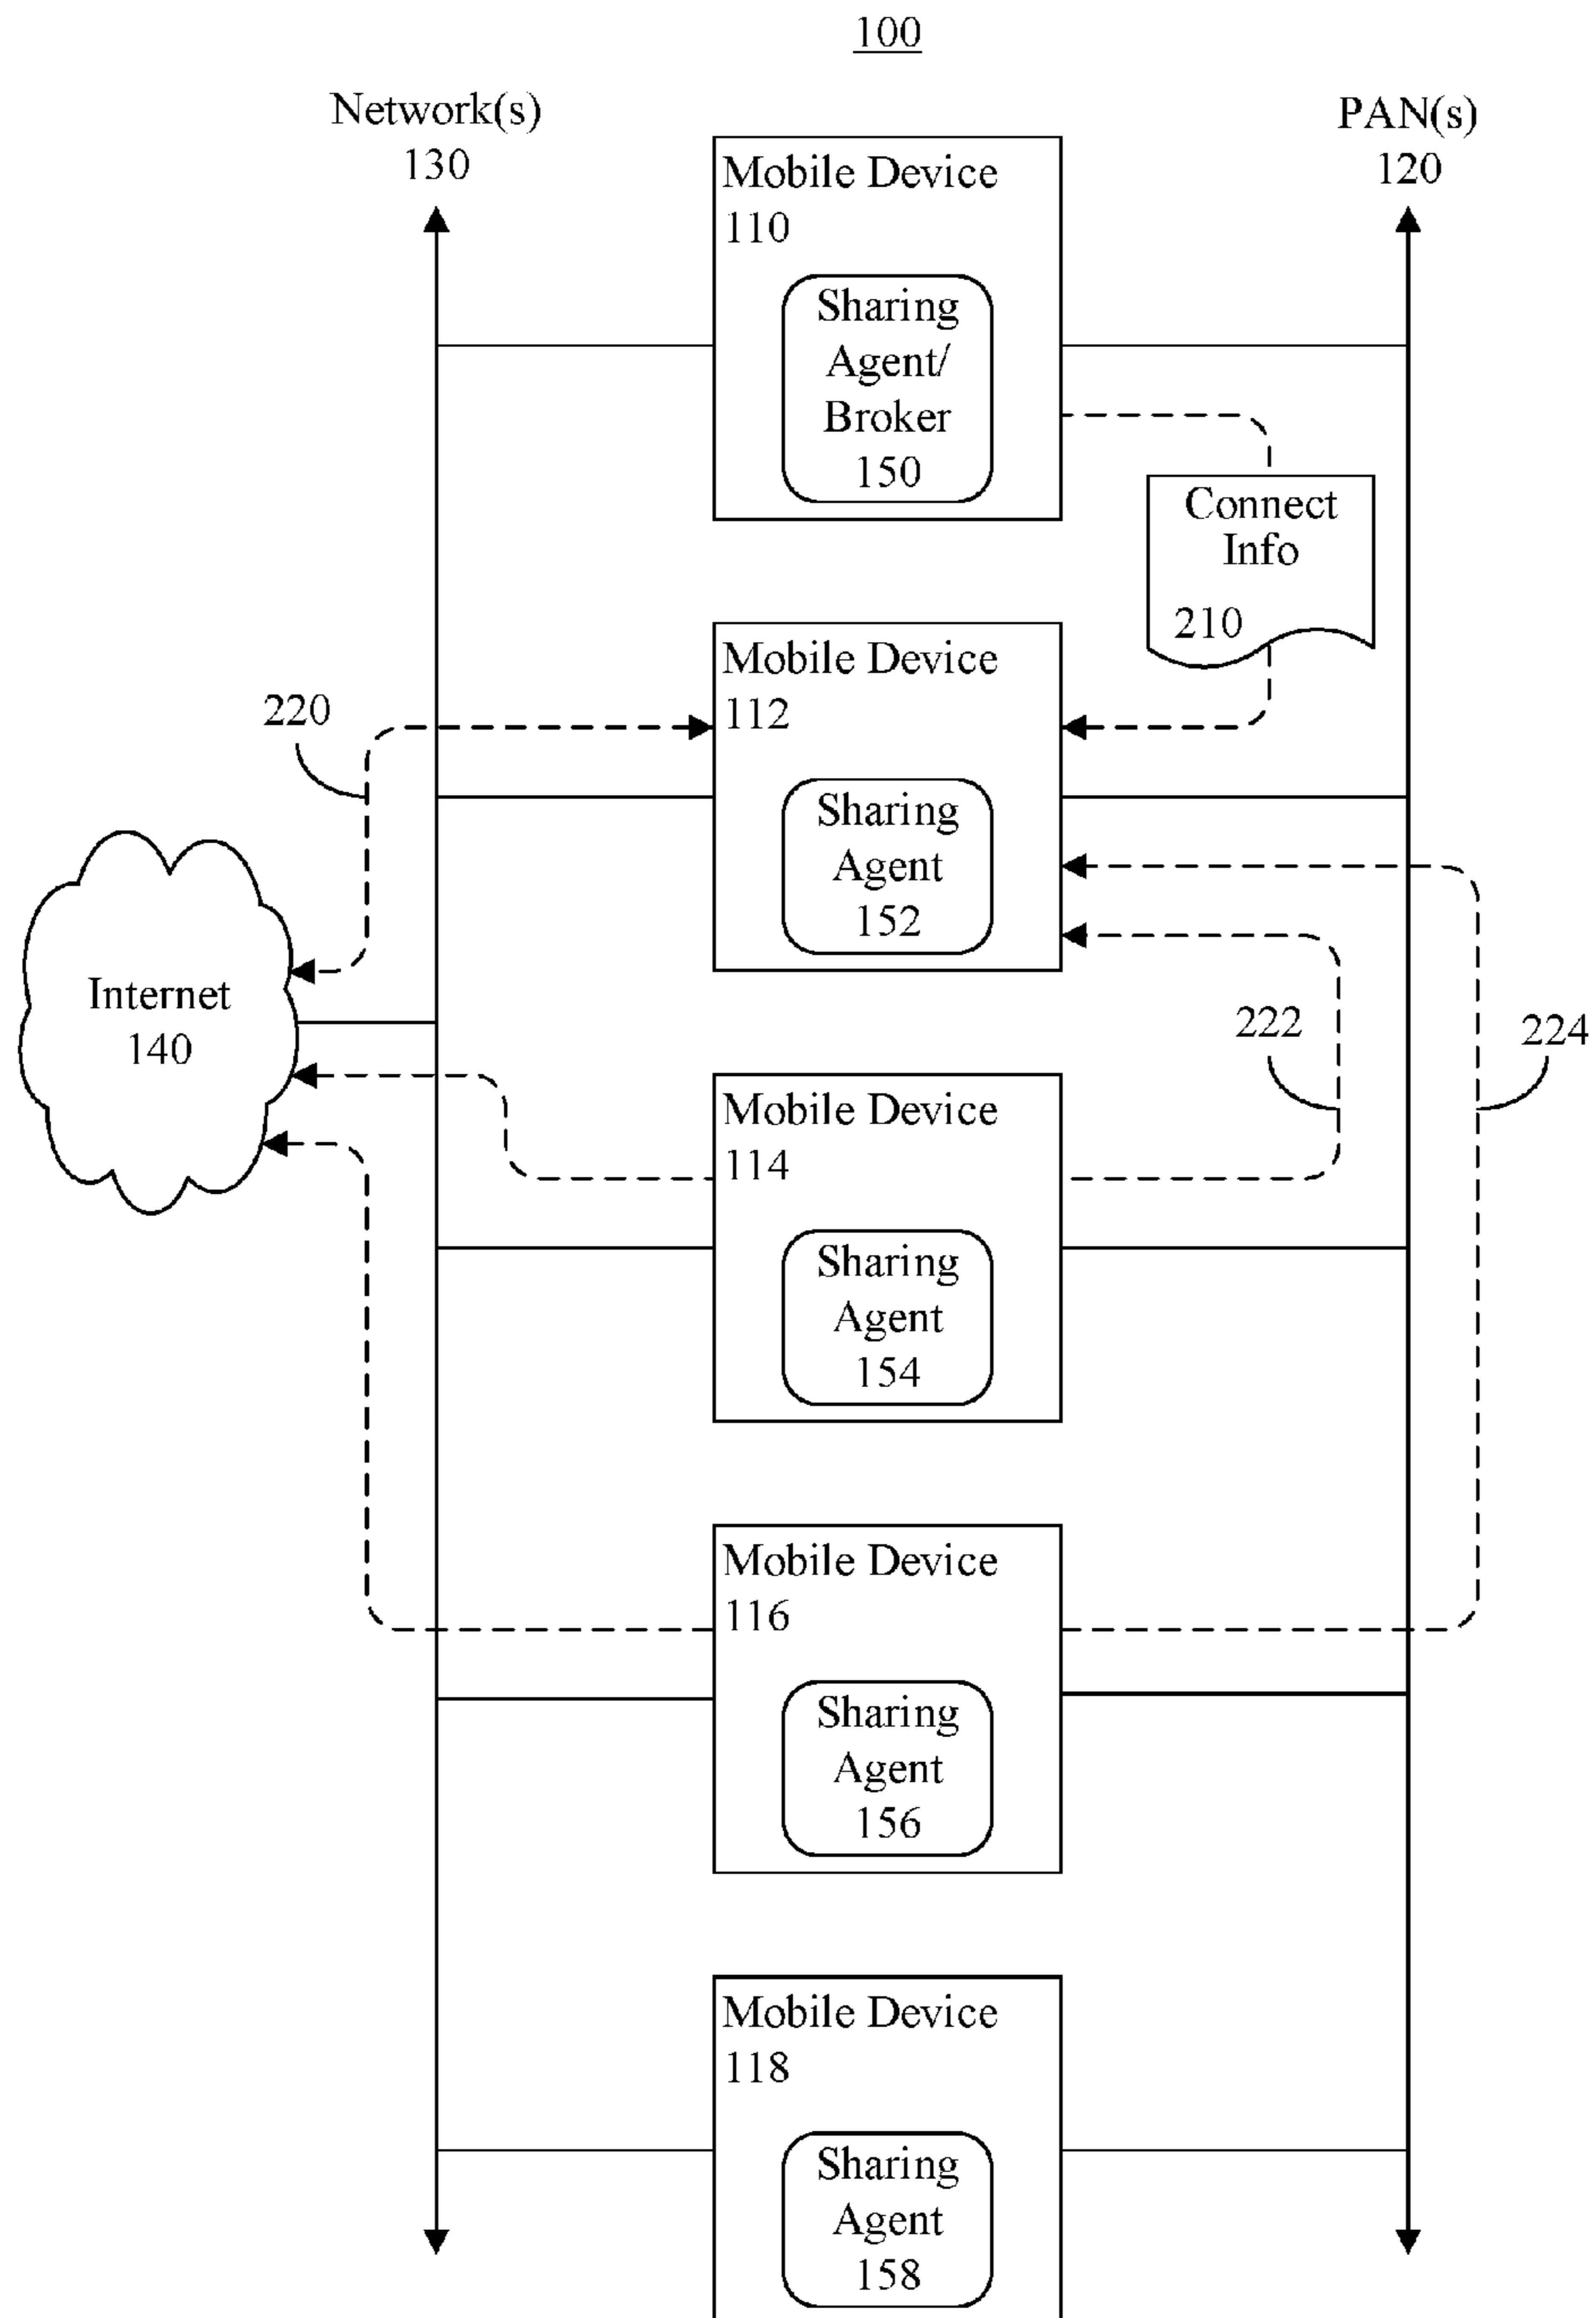 100
Network(s)
130
PAN(s)
120
Mobile Device
110
Sharing
Agent/
Broker
150
Connect
Info
210
Mobile Device
112
220
Sharing
Agent
152
Internet
140
222
224
Mobile Device
114
Sharing
Agent
154
Mobile Device
116
Sharing
Agent
156
Mobile Device
118
Sharing
Agent
158